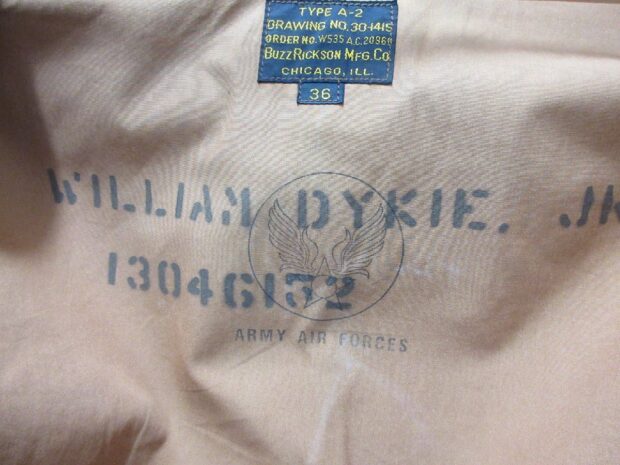 TYPE A-2
DRAWING NO. 30-1415
ORDER NO. W535 A.C. 20960
BUZZ RICKSON MFG. CO.
CHICAGO, ILL.
36
WILLIAM DYKIE. JR
13046152
ARMY AIR FORCES